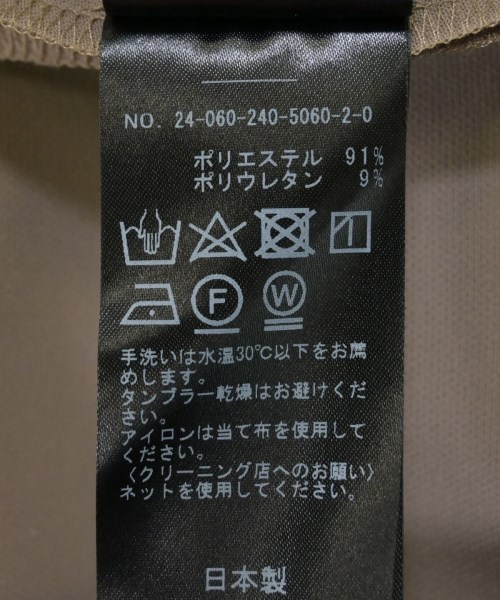 NO. 24-060-240-5060-2-0
ポリエステル 91%
ポリウレタン 9%
F W
手洗いは水温30℃以下をお薦
めします。
タンブラー乾燥はお避けくだ
さい。
アイロンは当て布を使用して
ください。
〈クリーニング店へのお願い〉
ネットを使用してください。
日本製